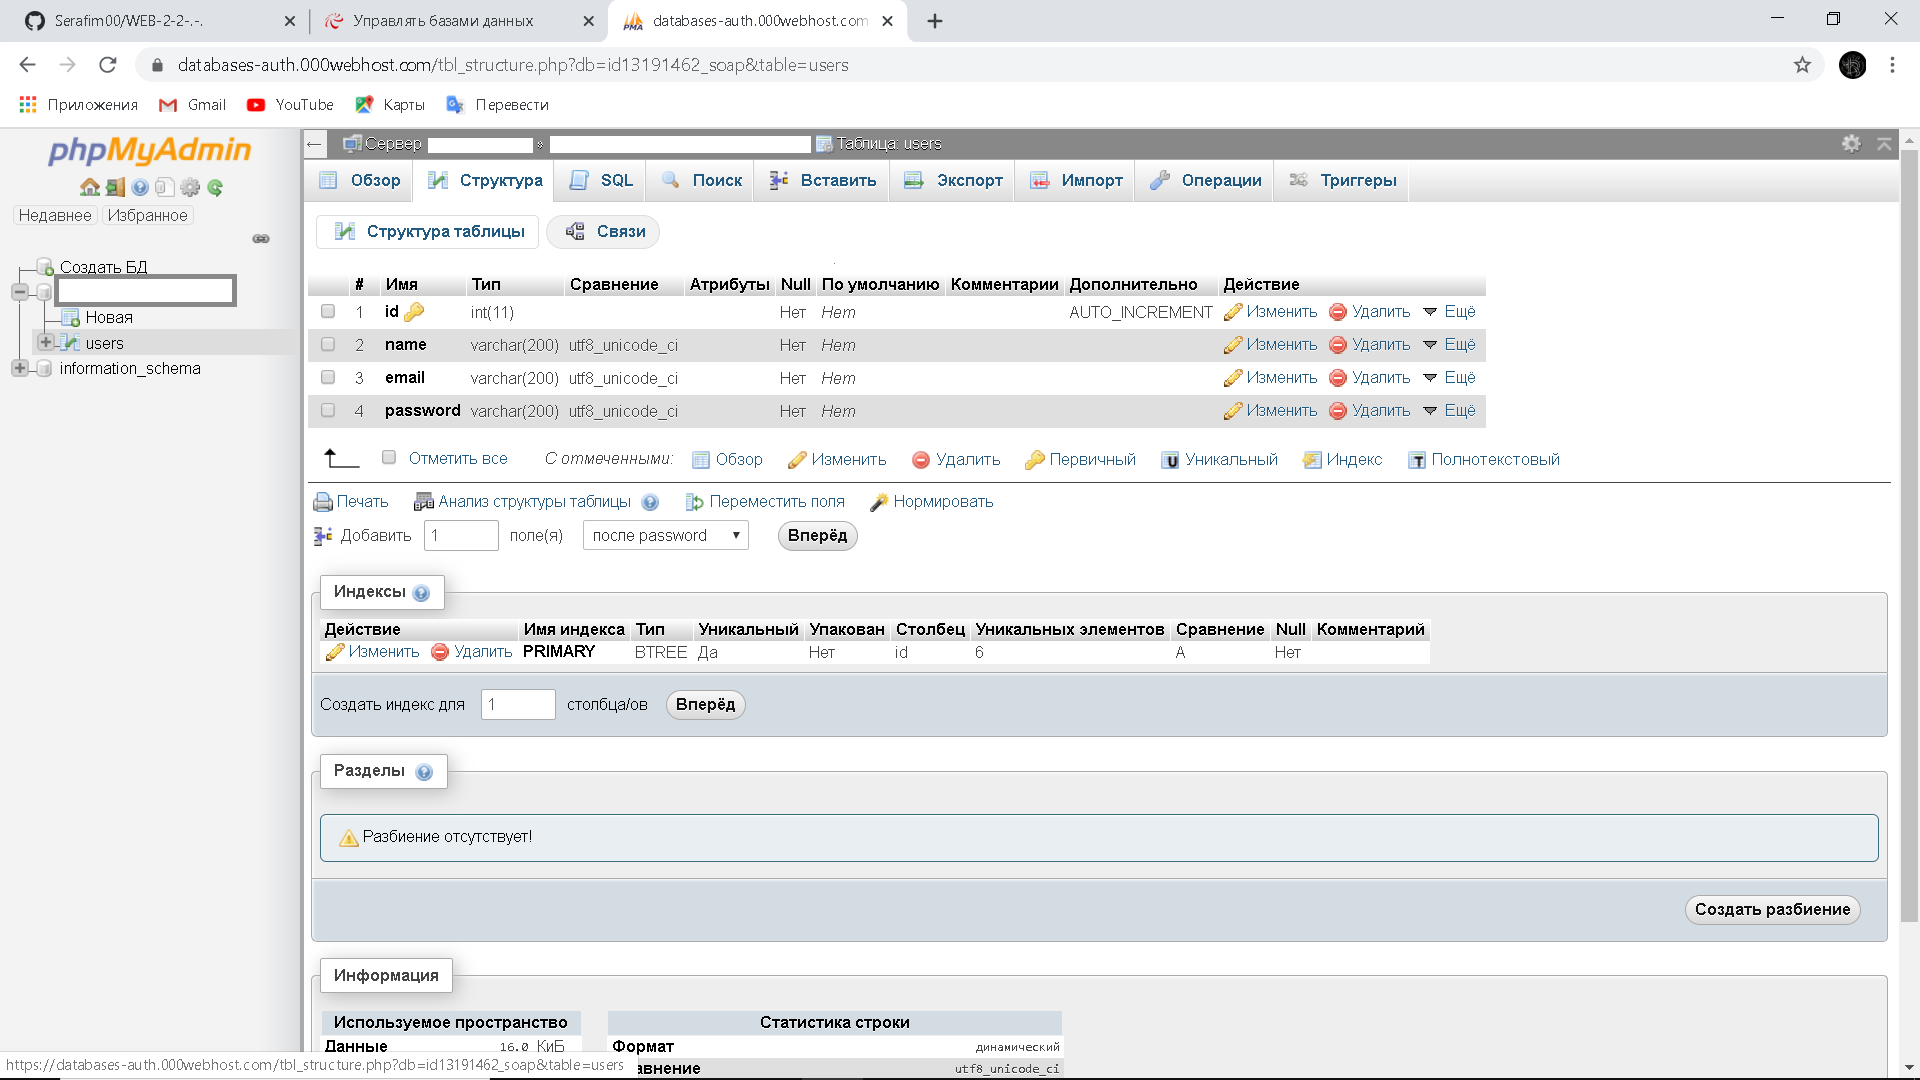 Serafim00/WEB-2-2-.-.
Управлять базами данных
databases-auth.000webhost.com
databases-auth.000webhost.com/tbl_structure.php?db=id13191462_soap&table=users
Приложения Gmail YouTube Карты Перевести
phpMyAdmin
Недавнее Избранное
Создать БД
Новая
users
information_schema
Сервер » Таблица: users
Обзор Структура SQL Поиск Вставить Экспорт Импорт Операции Триггеры
Структура таблицы Связи
# Имя Тип Сравнение Атрибуты Null По умолчанию Комментарии Дополнительно Действие
1 id int(11) Нет Нет AUTO_INCREMENT Изменить Удалить Ещё
2 name varchar(200) utf8_unicode_ci Нет Нет Изменить Удалить Ещё
3 email varchar(200) utf8_unicode_ci Нет Нет Изменить Удалить Ещё
4 password varchar(200) utf8_unicode_ci Нет Нет Изменить Удалить Ещё
Отметить все С отмеченными: Обзор Изменить Удалить Первичный Уникальный Индекс Полнотекстовый
Печать Анализ структуры таблицы Переместить поля Нормировать
Добавить 1 поле(я) после password Вперёд
Индексы
Действие Имя индекса Тип Уникальный Упакован Столбец Уникальных элементов Сравнение Null Комментарий
Изменить Удалить PRIMARY BTREE Да Нет id 6 A Нет
Создать индекс для 1 столбца/ов Вперёд
Разделы
Разбиение отсутствует!
Создать разбиение
Информация
Используемое пространство
Данные 16.0 КиБ
Статистика строки
Формат динамический
авнение utf8_unicode_ci
https://databases-auth.000webhost.com/tbl_structure.php?db=id13191462_soap&table=users